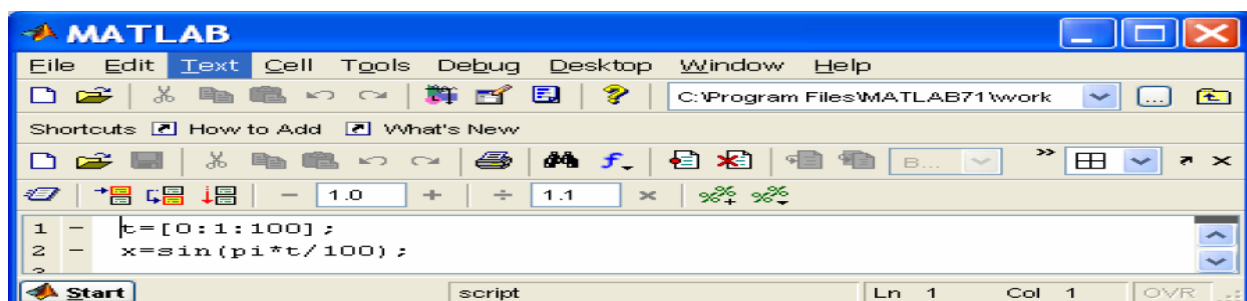 MATLAB
File Edit Text Cell Tools Debug Desktop Window Help
C:\Program Files\MATLAB71\work ...
Shortcuts How to Add What's New
B... »
− 1.0 + ÷ 1.1 ×
1 − t=[0:1:100];
2 − x=sin(pi*t/100);
Start script Ln 1 Col 1 OVR